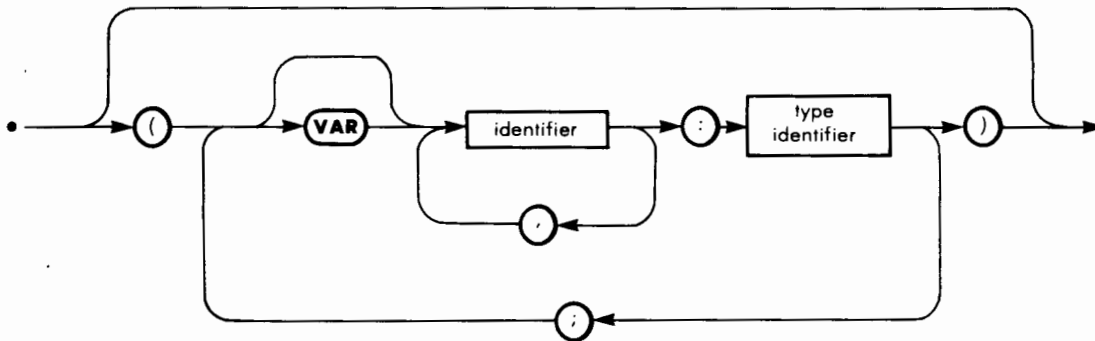 ( VAR identifier : type
identifier )
,
;